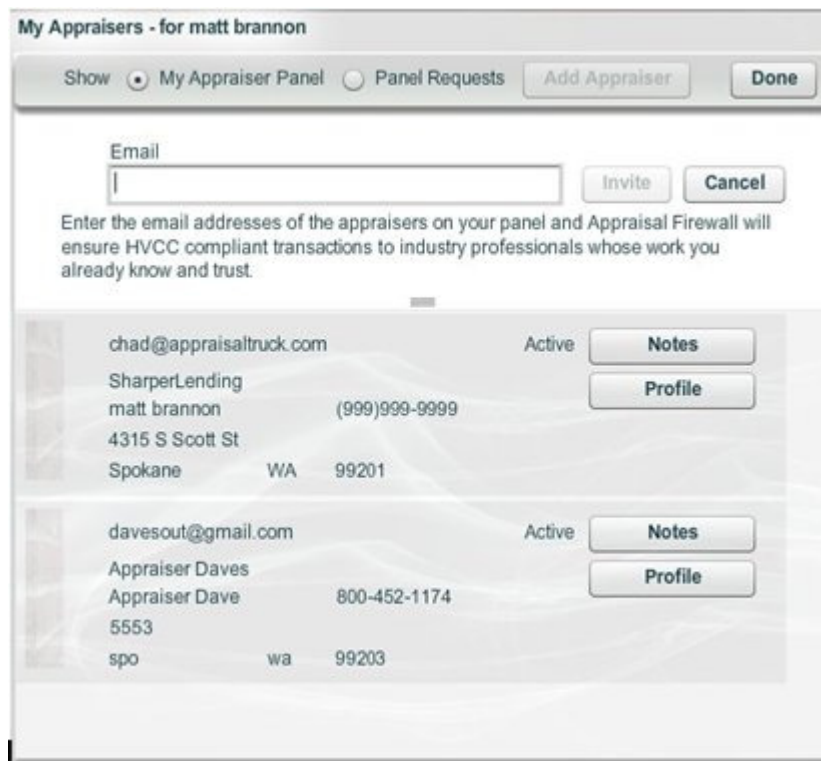 My Appraisers - for matt brannon
Show My Appraiser Panel Panel Requests Add Appraiser Done
Email
Invite Cancel
Enter the email addresses of the appraisers on your panel and Appraisal Firewall will
ensure HVCC compliant transactions to industry professionals whose work you
already know and trust.
chad@appraisaltruck.com Active Notes
SharperLending Profile
matt brannon (999)999-9999
4315 S Scott St
Spokane WA 99201
davesout@gmail.com Active Notes
Appraiser Daves Profile
Appraiser Dave 800-452-1174
5553
spo wa 99203